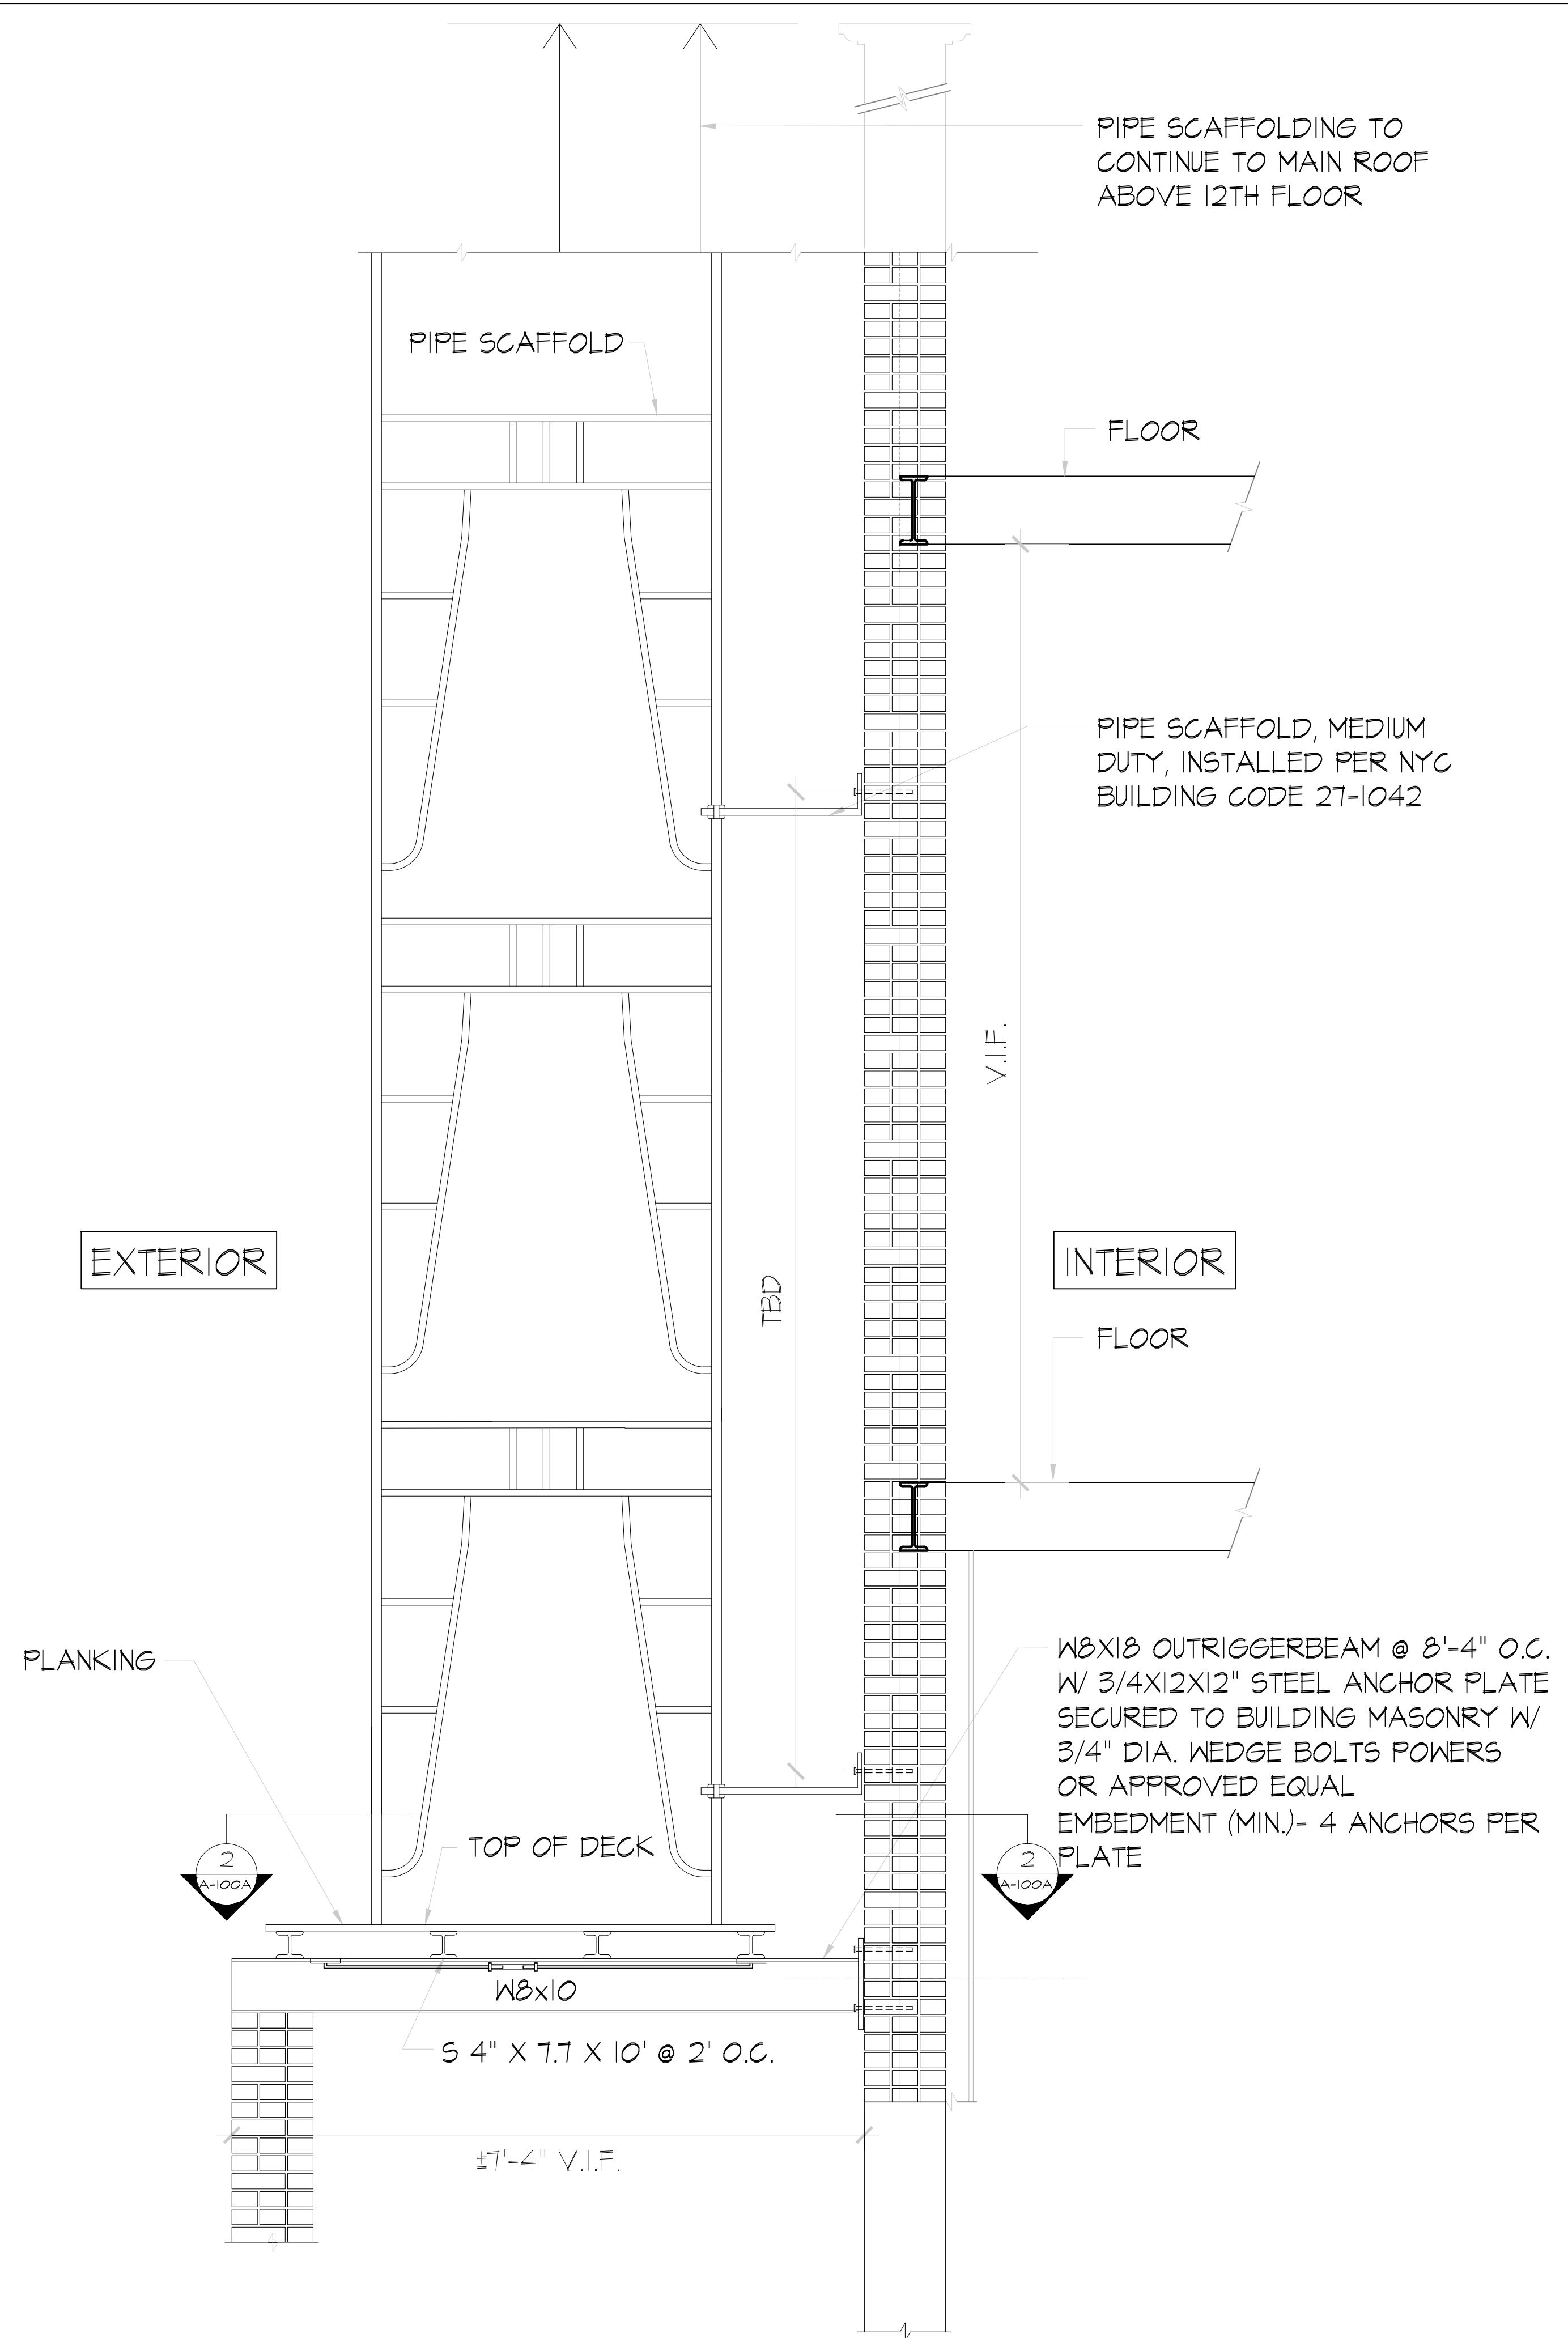 PIPE SCAFFOLDING TO
CONTINUE TO MAIN ROOF
ABOVE 12TH FLOOR
PIPE SCAFFOLD
FLOOR
PIPE SCAFFOLD, MEDIUM
DUTY, INSTALLED PER NYC
BUILDING CODE 27-1042
V.I.F.
EXTERIOR
INTERIOR
TBD
FLOOR
PLANKING
W8X18 OUTRIGGERBEAM @ 8'-4" O.C.
W/ 3/4X12X12" STEEL ANCHOR PLATE
SECURED TO BUILDING MASONRY W/
3/4" DIA. WEDGE BOLTS POWERS
OR APPROVED EQUAL
EMBEDMENT (MIN.)- 4 ANCHORS PER
PLATE
TOP OF DECK
2
A-100A
2
A-100A
W8x10
S 4" X 7.7 X 10' @ 2' O.C.
±7'-4" V.I.F.